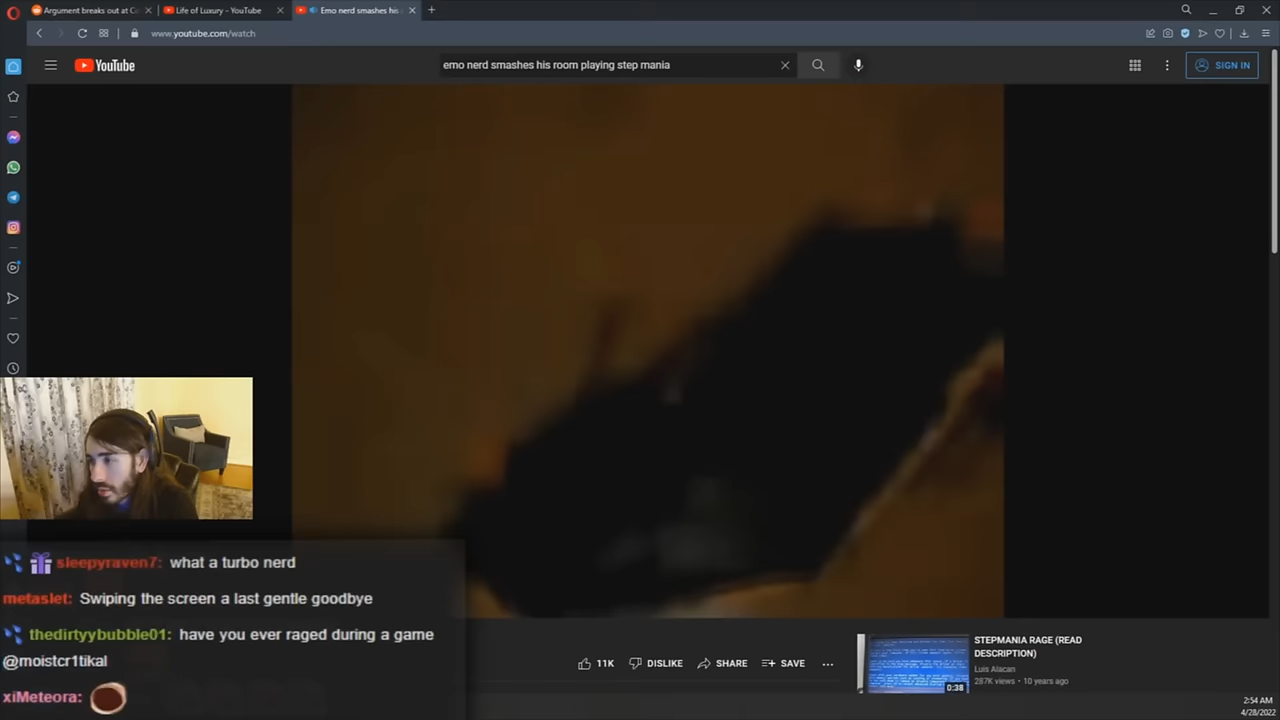 Argument breaks out at C
Life of Luxury - YouTube
Emo nerd smashes his
www.youtube.com/watch
YouTube
emo nerd smashes his room playing step mania
SIGN IN
11K
DISLIKE
SHARE
SAVE
STEPMANIA RAGE (READ
DESCRIPTION)
Luis Alacan
287K views • 10 years ago
0:38
sleepyraven7: what a turbo nerd
metaslet: Swiping the screen a last gentle goodbye
thedirtyybubble01: have you ever raged during a game
@moistcr1tikal
xiMeteora:
2:54 AM
4/28/2022